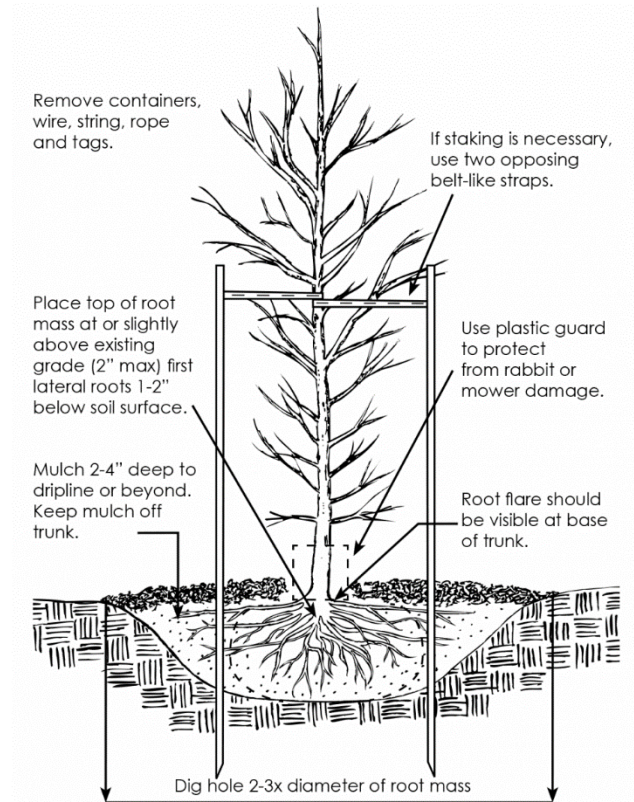 Remove containers,
wire, string, rope
and tags.
If staking is necessary,
use two opposing
belt-like straps.
Place top of root
mass at or slightly
above existing
grade (2” max) first
lateral roots 1-2”
below soil surface.
Use plastic guard
to protect
from rabbit or
mower damage.
Mulch 2-4” deep to
dripline or beyond.
Keep mulch off
trunk.
Root flare should
be visible at base
of trunk.
Dig hole 2-3x diameter of root mass